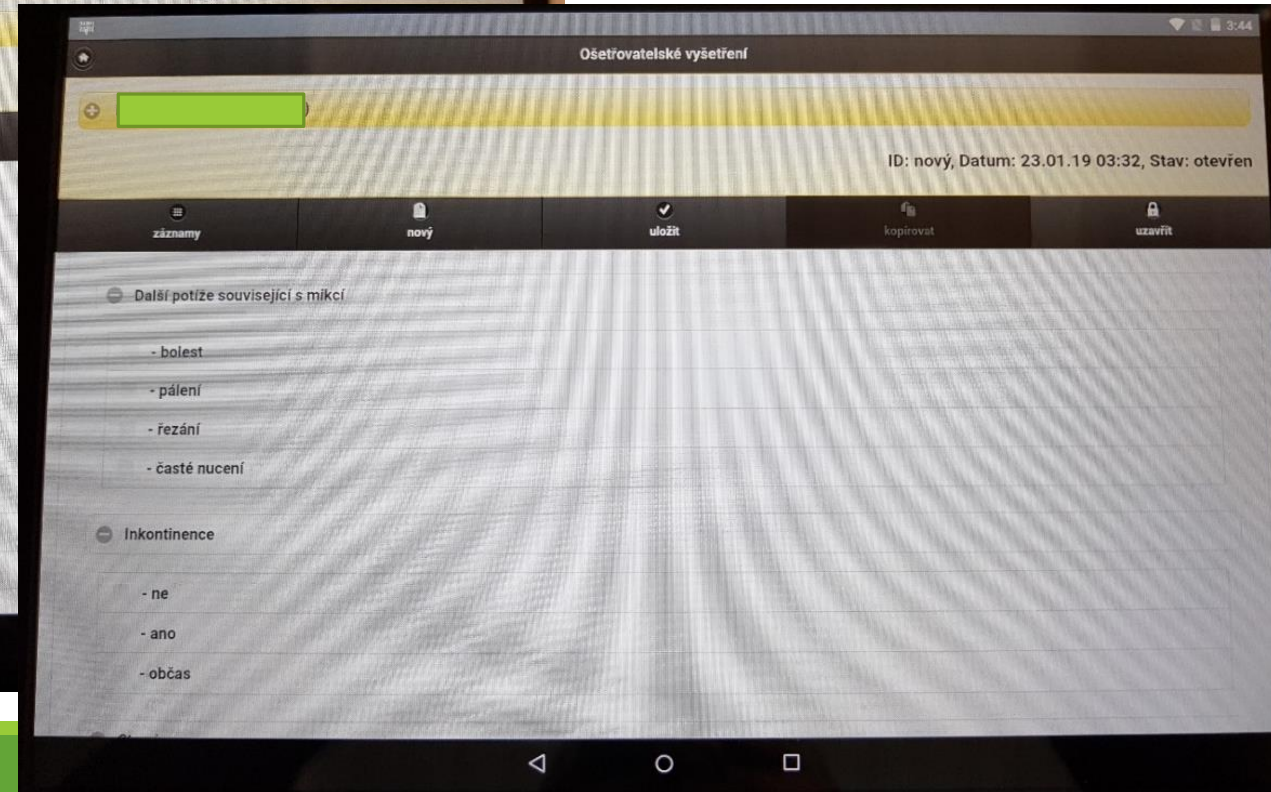 3:44
Ošetřovatelské vyšetření
ID: nový, Datum: 23.01.19 03:32, Stav: otevřen
záznamy nový uložit kopírovat uzavřít
Další potíže související s mikcí
- bolest
- pálení
- řezání
- časté nucení
Inkontinence
- ne
- ano
- občas